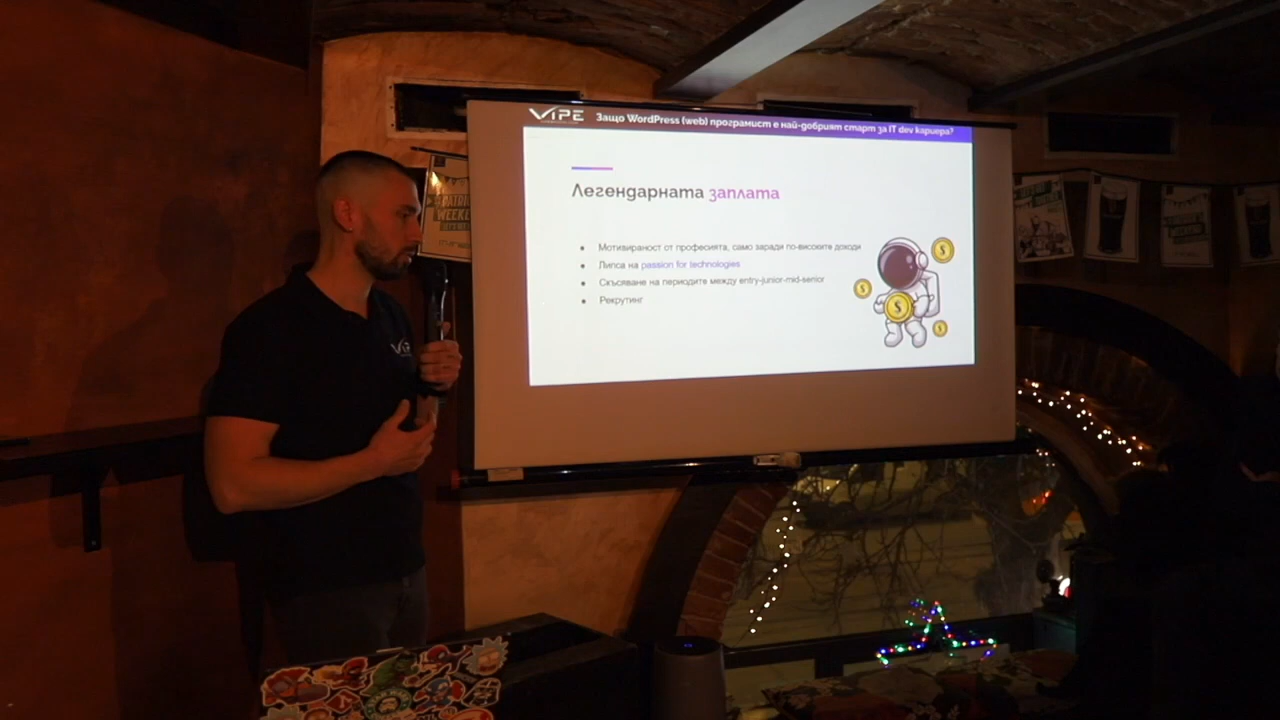 VIPE
Защо WordPress (web) програмист е най-добрият старт за IT dev кариера?
Легендарната заплата
Мотивираност от професията, само заради по-високите доходи
Липса на passion for technologies
Скъсяване на периодите между entry-junior-mid-senior
Рекрутинг